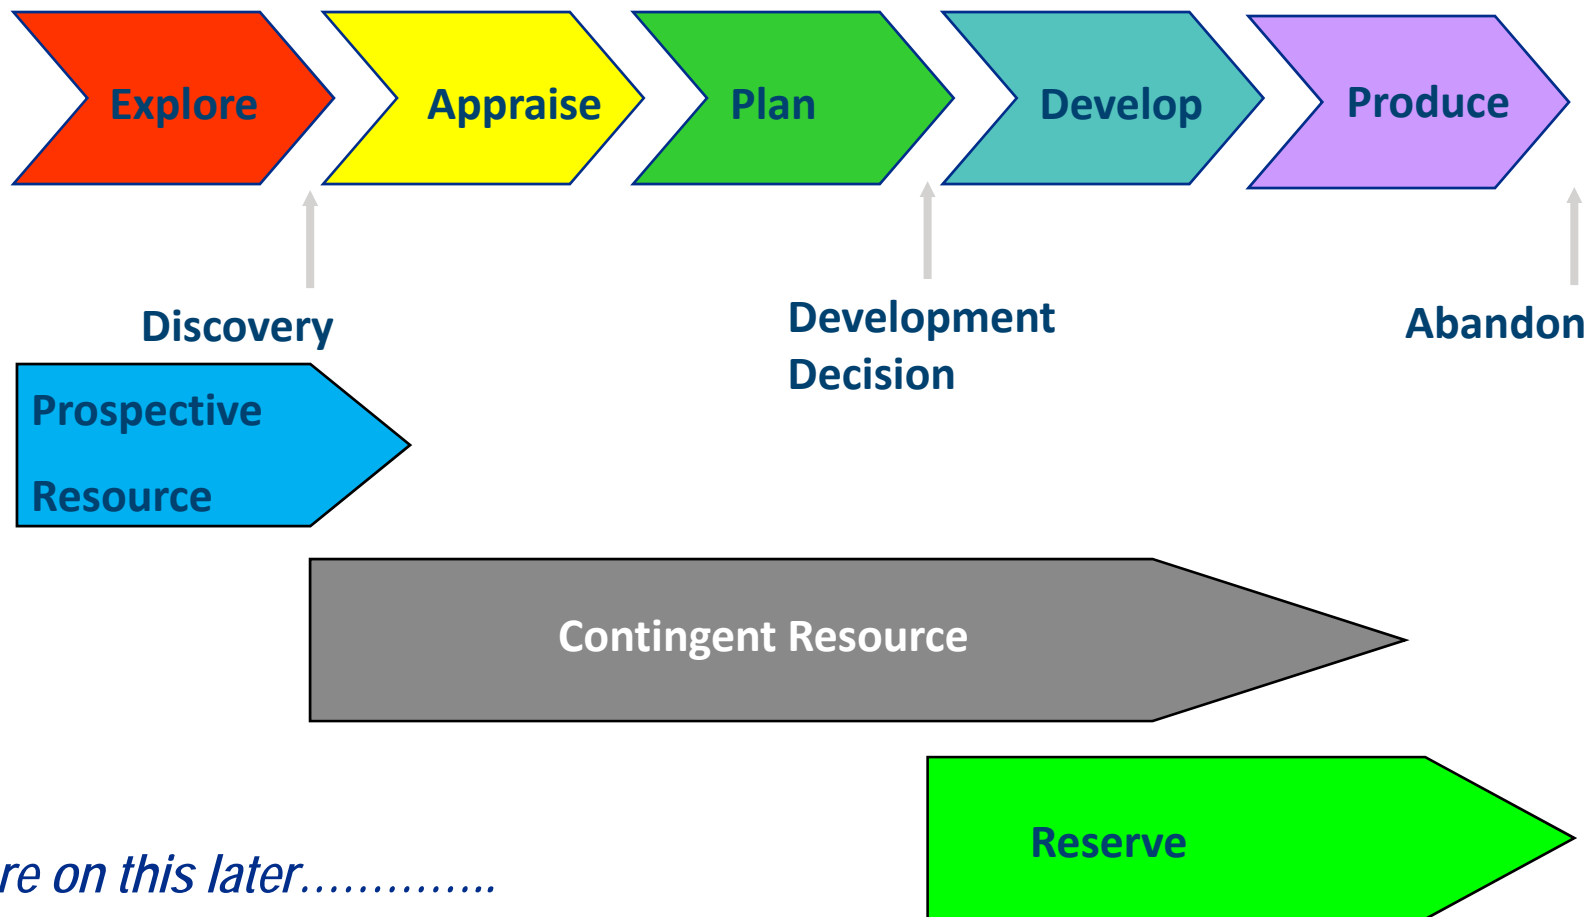 Explore
Appraise
Plan
Develop
Produce
Discovery
Development
Decision
Abandon
Prospective
Resource
Contingent Resource
Reserve
re on this later..............